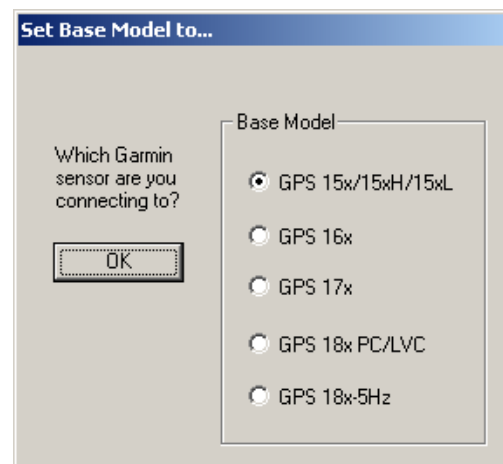 Set Base Model to...
Which Garmin
sensor are you
connecting to?
OK
Base Model
GPS 15x/15xH/15xL
GPS 16x
GPS 17x
GPS 18x PC/LVC
GPS 18x-5Hz